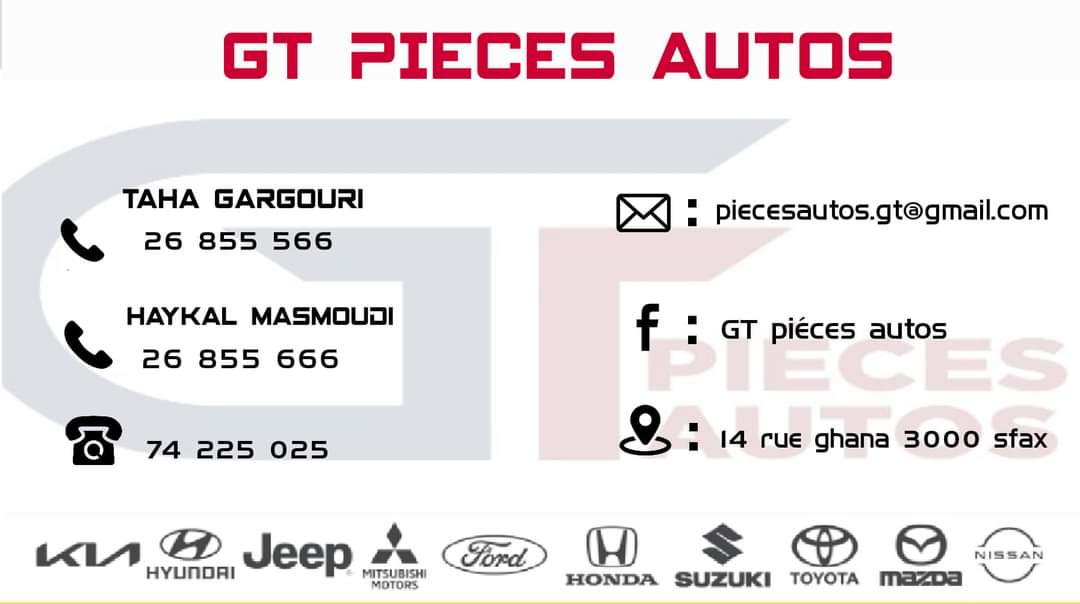 GT PIECES AUTOS
TAHA GARGOURI
26 855 566
HAYKAL MASMOUDI
26 855 666
74 225 025
: piecesautos.gt@gmail.com
: GT piéces autos
: 14 rue ghana 3000 sfax
GT
PIECES
AUTOS
KIA
HYUNDAI
Jeep
MITSUBISHI
MOTORS
Ford
HONDA
SUZUKI
TOYOTA
mazda
NISSAN